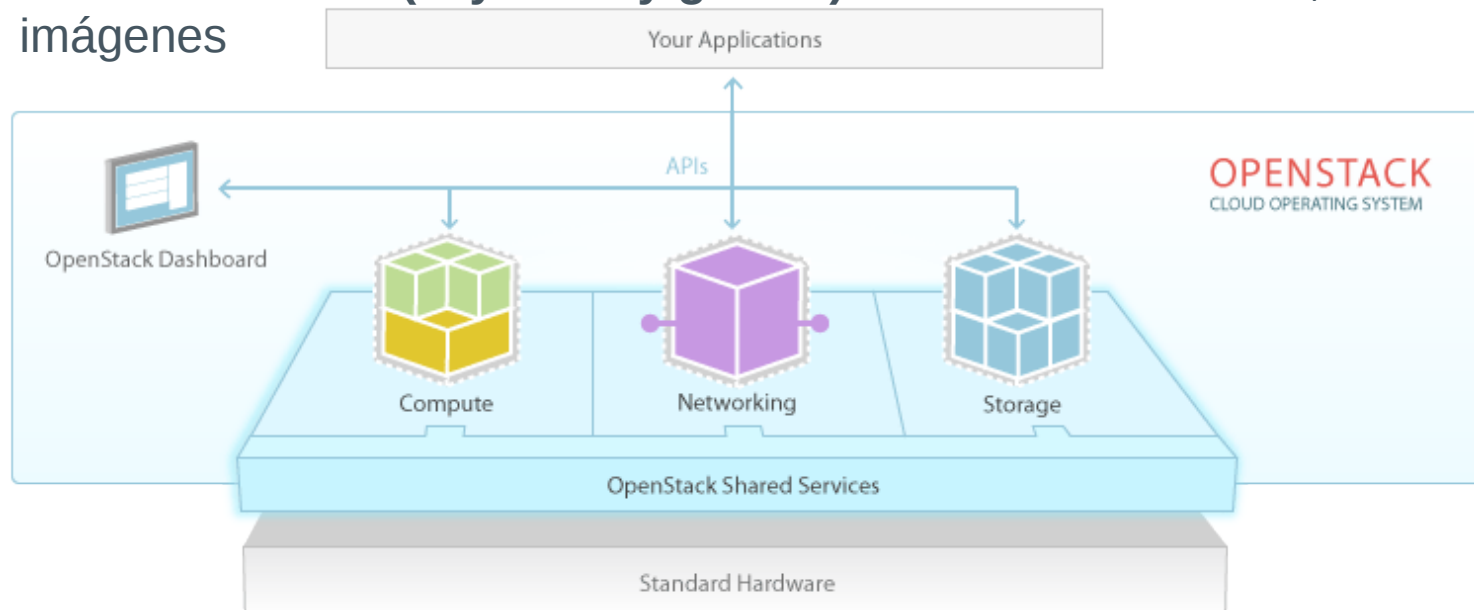 imágenes
Your Applications
APIs
OPENSTACK
CLOUD OPERATING SYSTEM
OpenStack Dashboard
Compute
Networking
Storage
OpenStack Shared Services
Standard Hardware